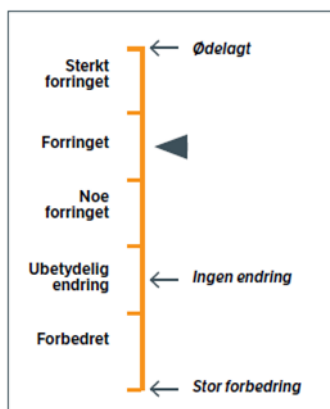 Ødelagt
Sterkt
forringet
Forringet
Noe
forringet
Ubetydelig
endring
Ingen endring
Forbedret
Stor forbedring